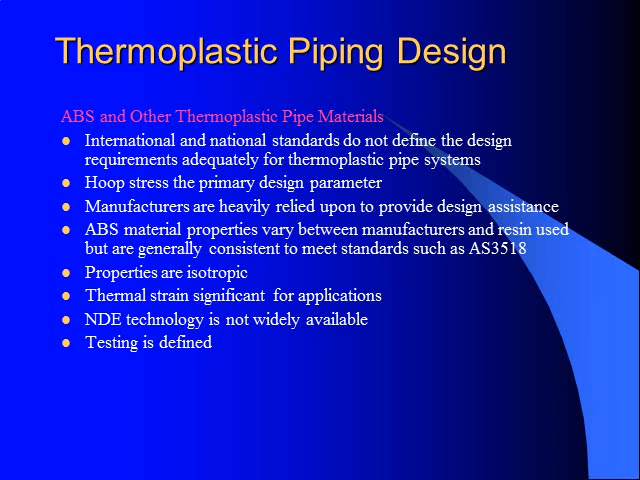 Thermoplastic Piping Design
ABS and Other Thermoplastic Pipe Materials
International and national standards do not define the design
requirements adequately for thermoplastic pipe systems
Hoop stress the primary design parameter
Manufacturers are heavily relied upon to provide design assistance
ABS material properties vary between manufacturers and resin used
but are generally consistent to meet standards such as AS3518
Properties are isotropic
Thermal strain significant for applications
NDE technology is not widely available
Testing is defined